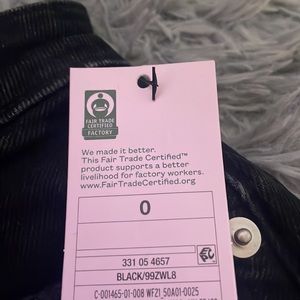 FAIR TRADE
CERTIFIED
FACTORY
We made it better.
This Fair Trade Certified™
product supports a better
livelihood for factory workers.
www.FairTradeCertified.org
0
331 05 4657
BLACK/99ZWL8
C-001465-01-008 WF21_50A01-0025